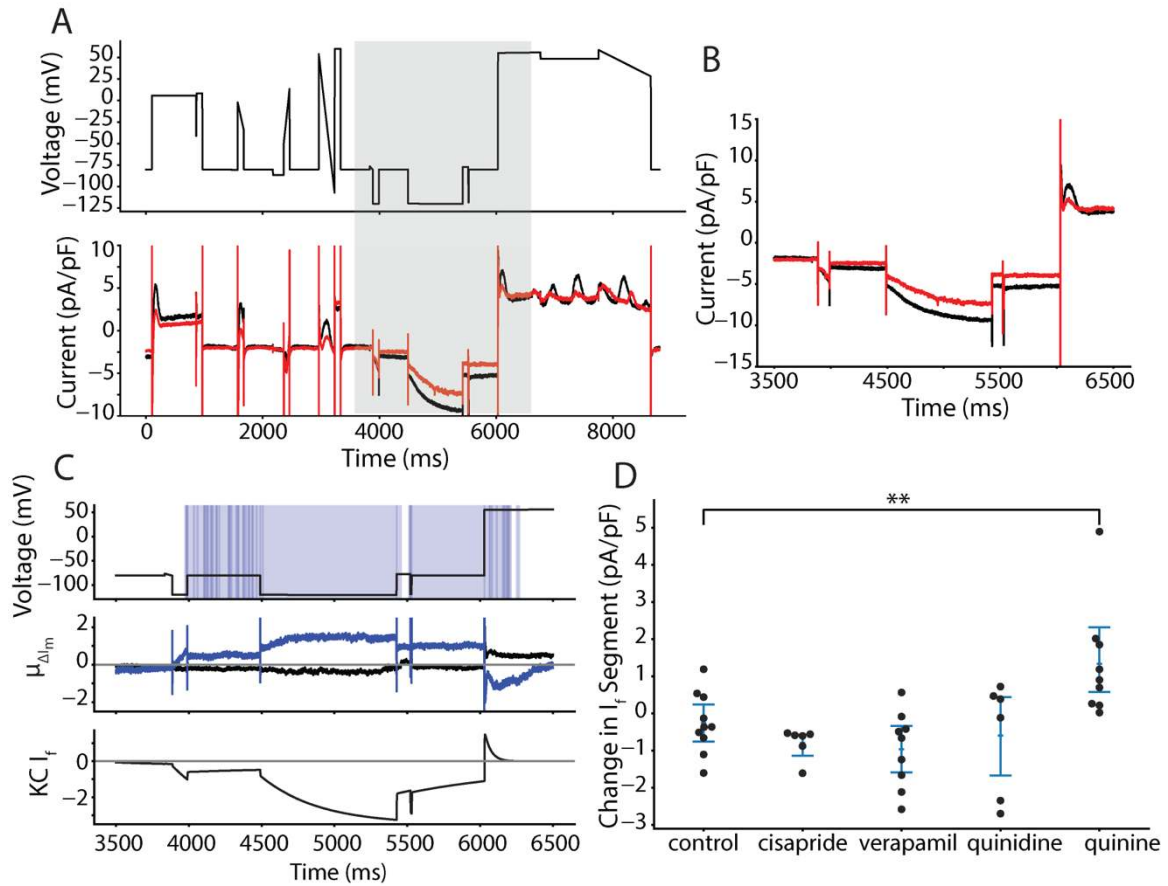 A
Voltage (mV)
50
25
0
−25
−50
−75
−100
−125
Current (pA/pF)
10
5
0
−5
−10
0 2000 4000 6000 8000
Time (ms)
B
Current (pA/pF)
15
10
5
0
−5
−10
−15
3500 4500 5500 6500
Time (ms)
C
Voltage (mV)
50
0
−50
−100
μΔIm
2
0
−2
KC If
0
−2
3500 4000 4500 5000 5500 6000 6500
Time (ms)
D
**
Change in If Segment (pA/pF)
5
4
3
2
1
0
−1
−2
−3
control cisapride verapamil quinidine quinine